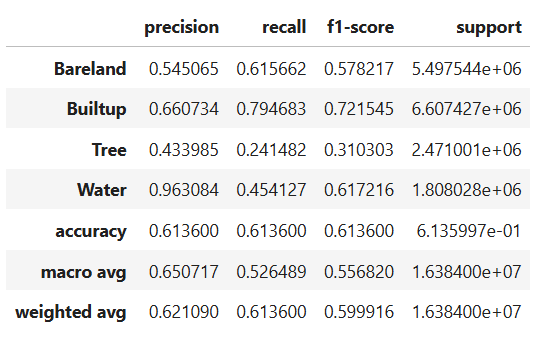 precision recall f1-score support
Bareland 0.545065 0.615662 0.578217 5.497544e+06
Builtup 0.660734 0.794683 0.721545 6.607427e+06
Tree 0.433985 0.241482 0.310303 2.471001e+06
Water 0.963084 0.454127 0.617216 1.808028e+06
accuracy 0.613600 0.613600 0.613600 6.135997e-01
macro avg 0.650717 0.526489 0.556820 1.638400e+07
weighted avg 0.621090 0.613600 0.599916 1.638400e+07